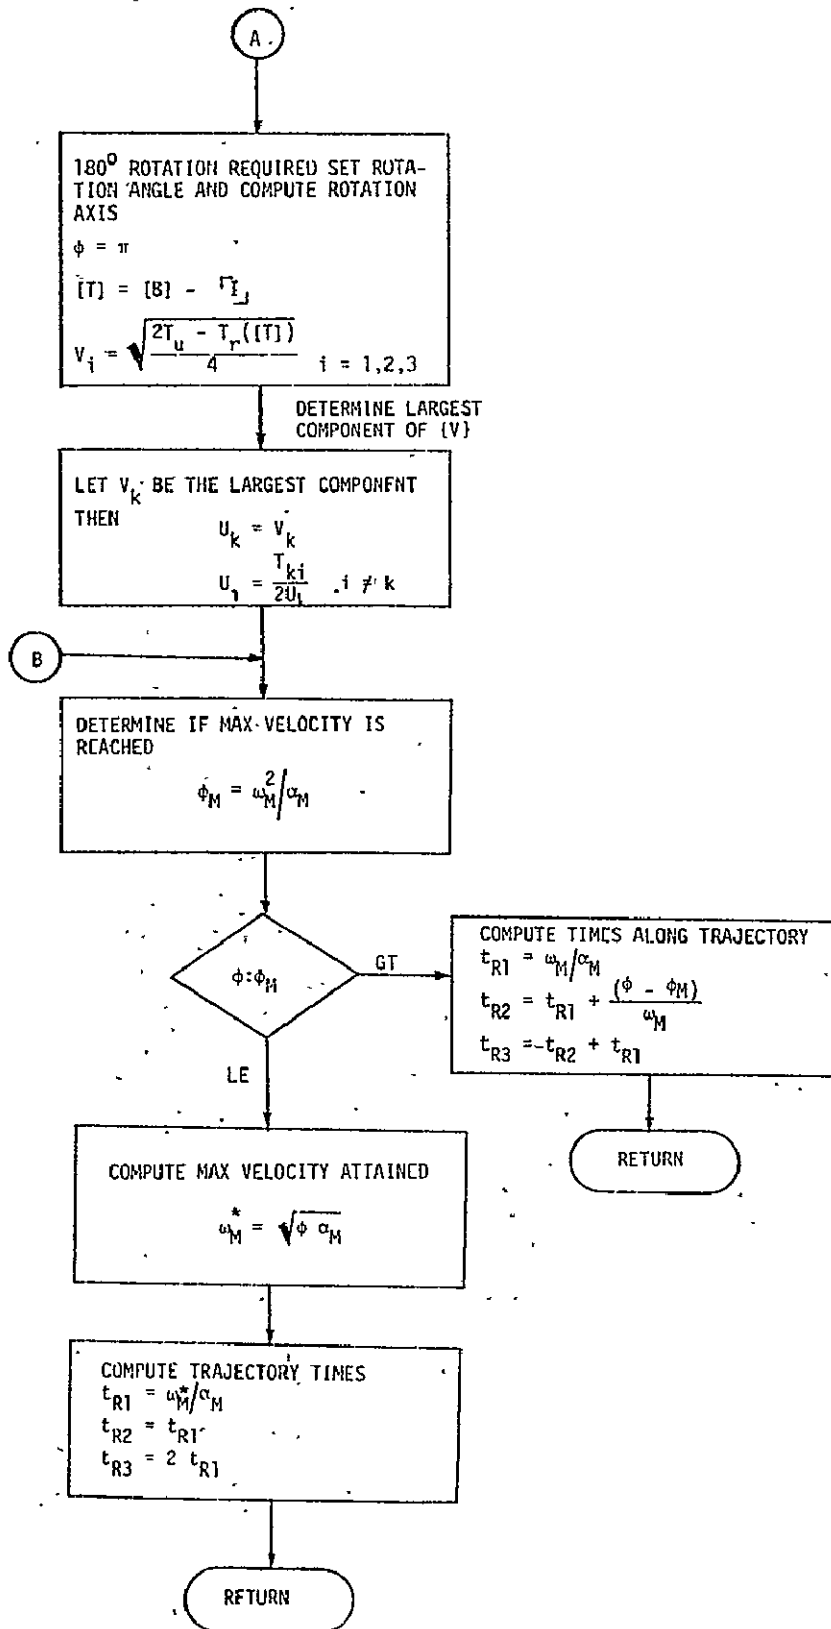 A
180⁰ ROTATION REQUIRED SET ROTA-
TION ANGLE AND COMPUTE ROTATION
AXIS
ϕ = π
[T] = [B] - ⌈I⌋
V_i = √((2T_u - T_r([T]))/4) i = 1,2,3
DETERMINE LARGEST
COMPONENT OF {V}
LET V_k BE THE LARGEST COMPONENT
THEN
U_k = V_k
U_i = T_ki/2U_k i ≠ k
B
DETERMINE IF MAX VELOCITY IS
REACHED
ϕ_M = ω_M^2/α_M
ϕ:ϕ_M
GT
COMPUTE TIMES ALONG TRAJECTORY
t_R1 = ω_M/α_M
t_R2 = t_R1 + (ϕ - ϕ_M)/ω_M
t_R3 = t_R2 + t_R1
RETURN
LE
COMPUTE MAX VELOCITY ATTAINED
ω_M^* = √(ϕ α_M)
COMPUTE TRAJECTORY TIMES
t_R1 = ω_M^*/α_M
t_R2 = t_R1
t_R3 = 2 t_R1
RETURN